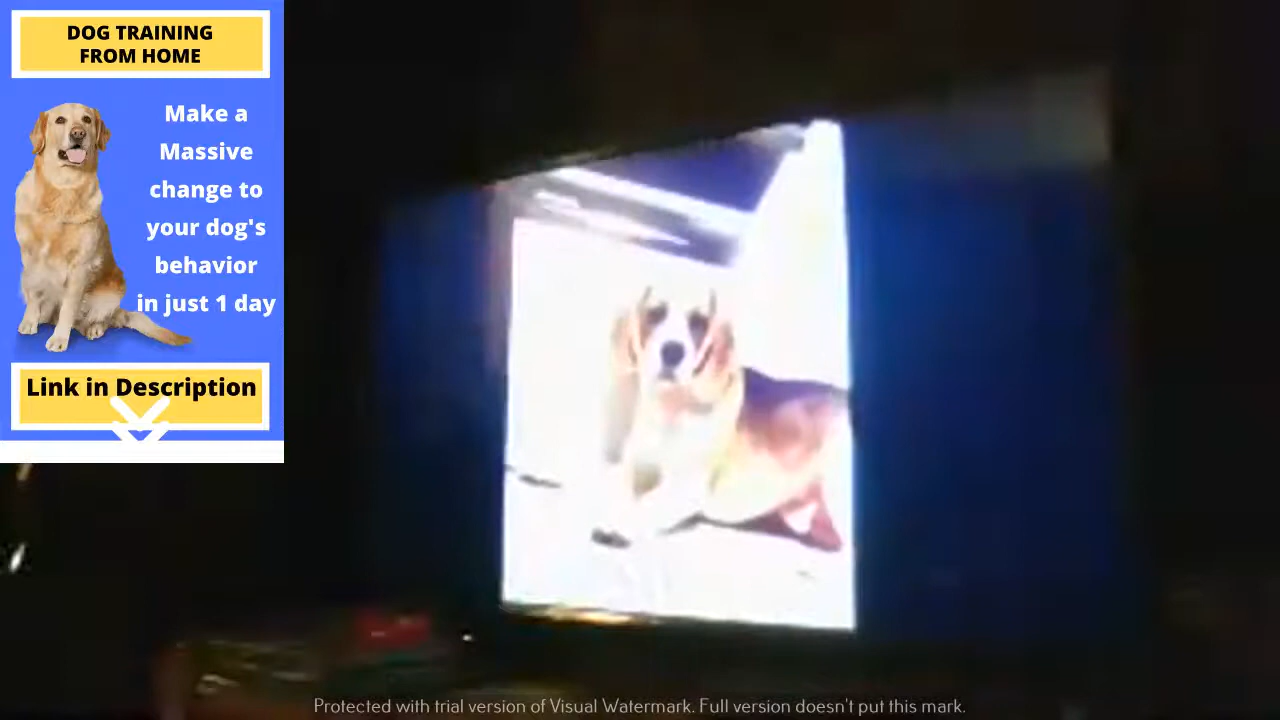 DOG TRAINING
FROM HOME
Make a
Massive
change to
your dog's
behavior
in just 1 day
Link in Description
Protected with trial version of Visual Watermark. Full version doesn't put this mark.